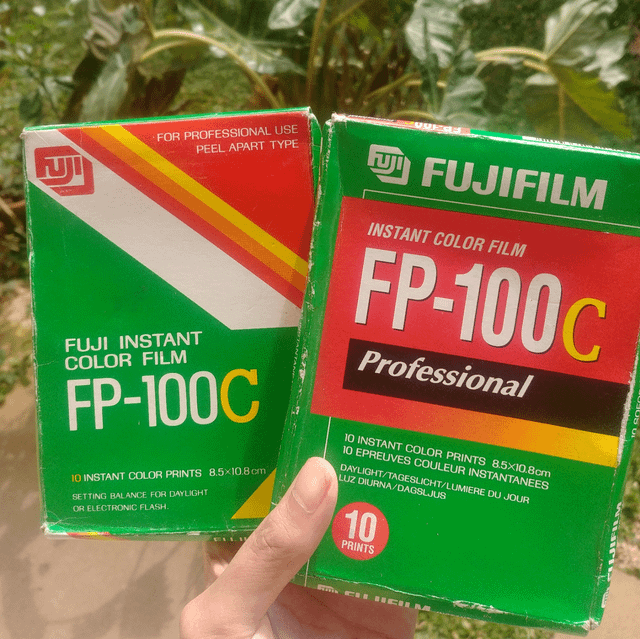 FUJI
FOR PROFESSIONAL USE
PEEL APART TYPE
FUJI INSTANT
COLOR FILM
FP-100C
10 INSTANT COLOR PRINTS 8.5×10.8cm
SETTING BALANCE FOR DAYLIGHT
OR ELECTRONIC FLASH.
FP-100
FUJI FUJIFILM
INSTANT COLOR FILM
FP-100C
Professional
10 INSTANT COLOR PRINTS 8.5×10.8cm
10 EPREUVES COULEUR INSTANTANEES
DAYLIGHT/TAGESLICHT/LUMIERE DU JOUR
LUZ DIURNA/DAGSLJUS
10
PRINTS